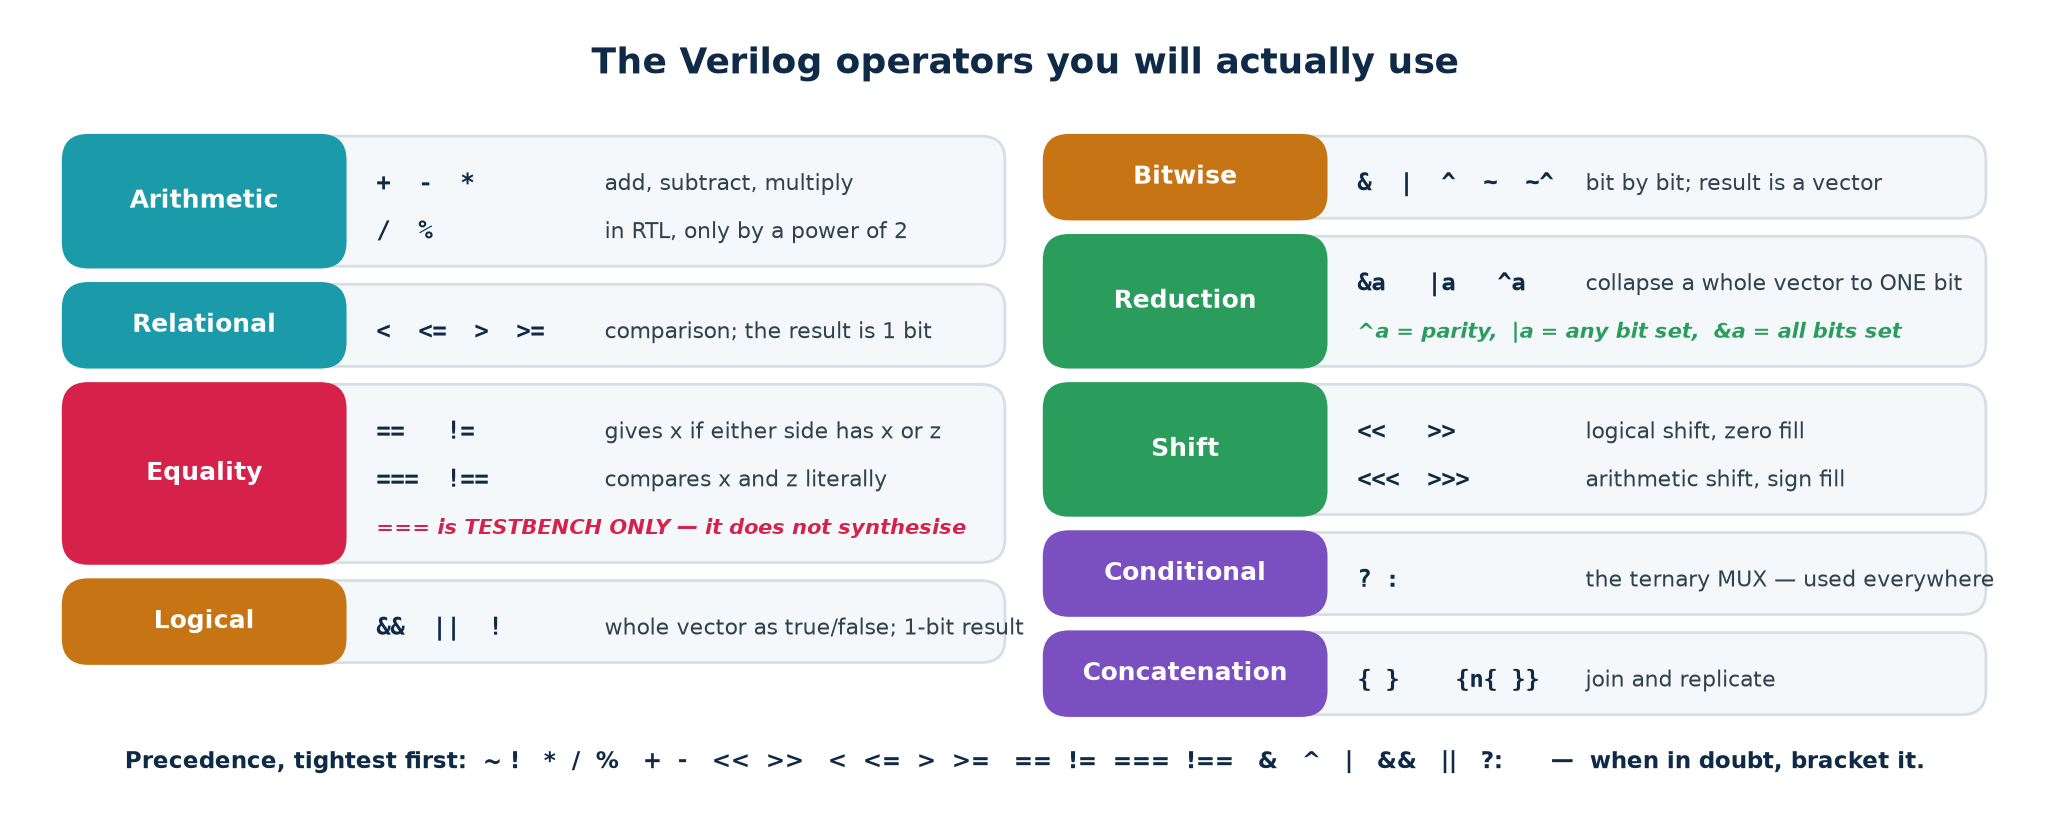 The Verilog operators you will actually use
Arithmetic
+ - * add, subtract, multiply
/ % in RTL, only by a power of 2
Relational
< <= > >= comparison; the result is 1 bit
Equality
== != gives x if either side has x or z
=== !== compares x and z literally
=== is TESTBENCH ONLY — it does not synthesise
Logical
&& || ! whole vector as true/false; 1-bit result
Bitwise
& | ^ ~ ~^ bit by bit; result is a vector
Reduction
&a |a ^a collapse a whole vector to ONE bit
^a = parity, |a = any bit set, &a = all bits set
Shift
<< >> logical shift, zero fill
<<< >>> arithmetic shift, sign fill
Conditional
? : the ternary MUX — used everywhere
Concatenation
{ } {n{ }} join and replicate
Precedence, tightest first: ~ ! * / % + - << >> < <= > >= == != === !== & ^ | && || ?: — when in doubt, bracket it.